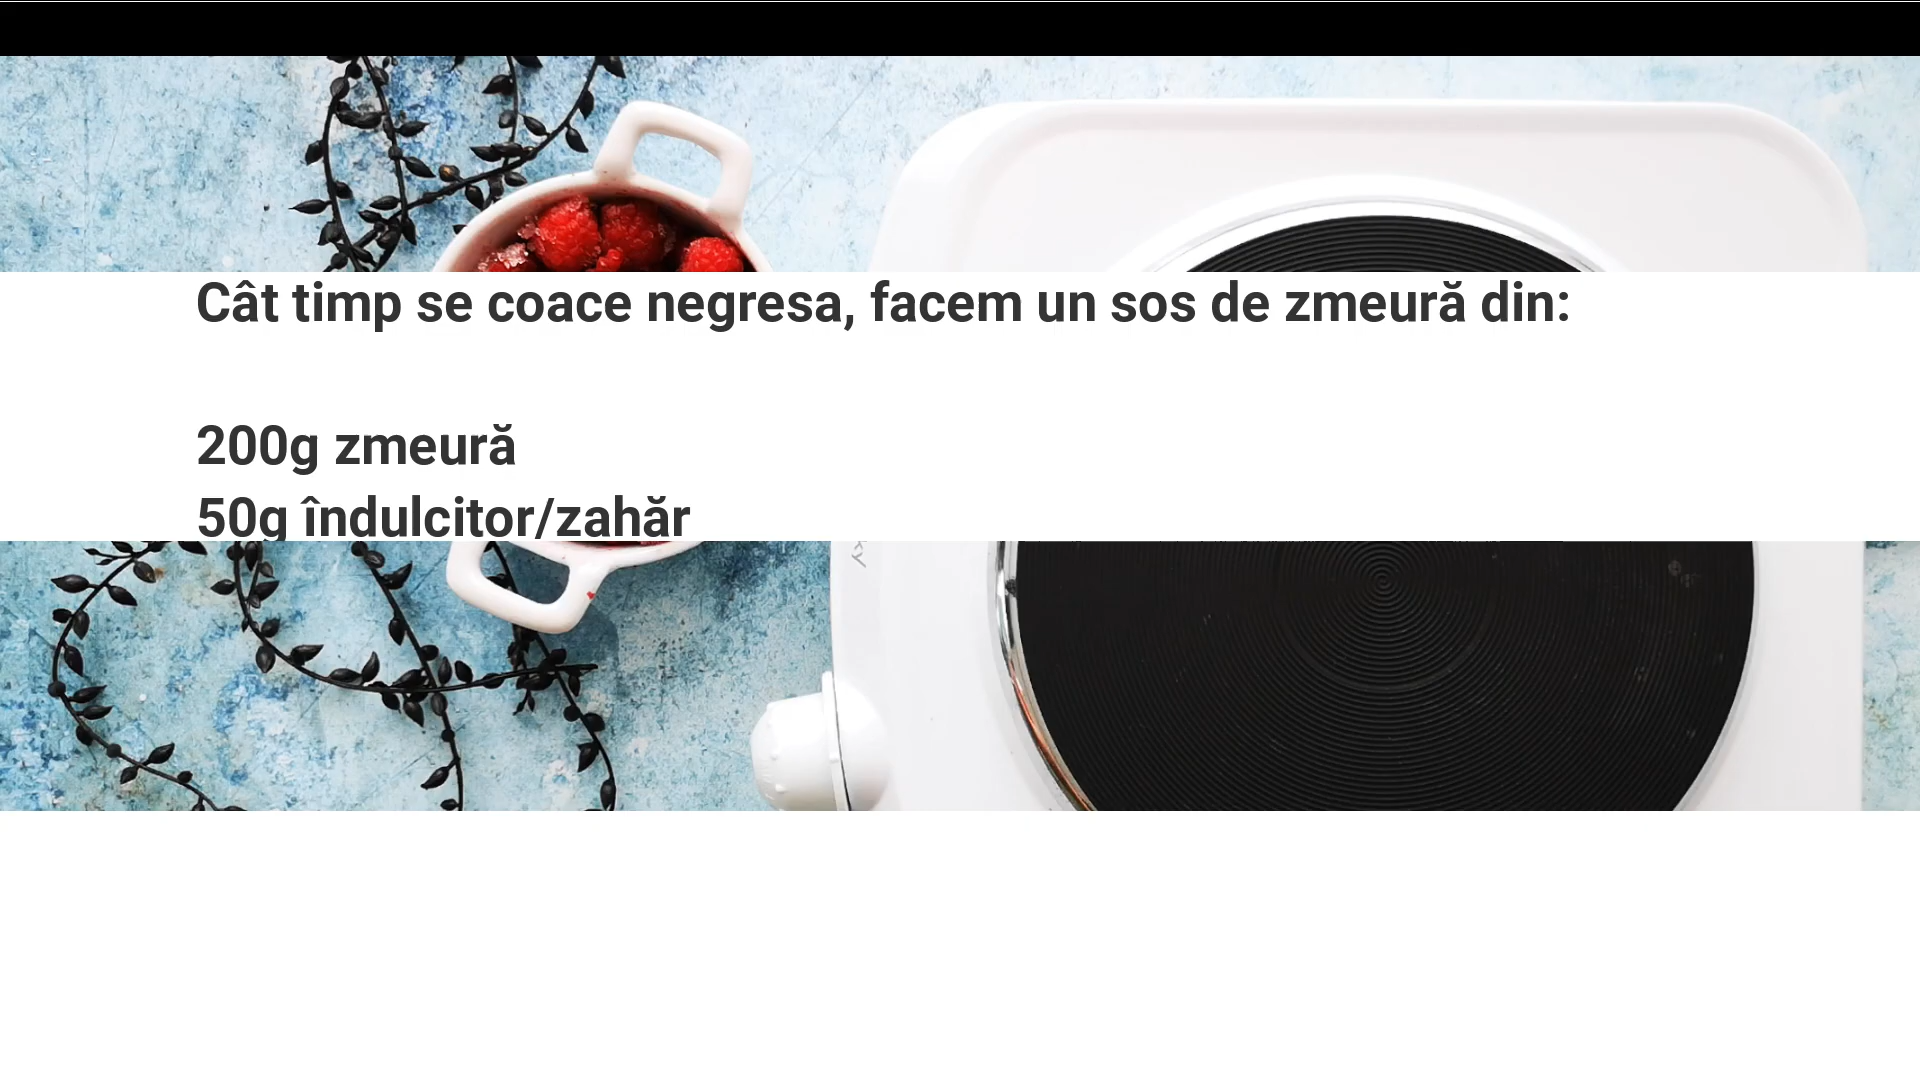 Cât timp se coace negresa, facem un sos de zmeură din:
200g zmeură
50g îndulcitor/zahăr